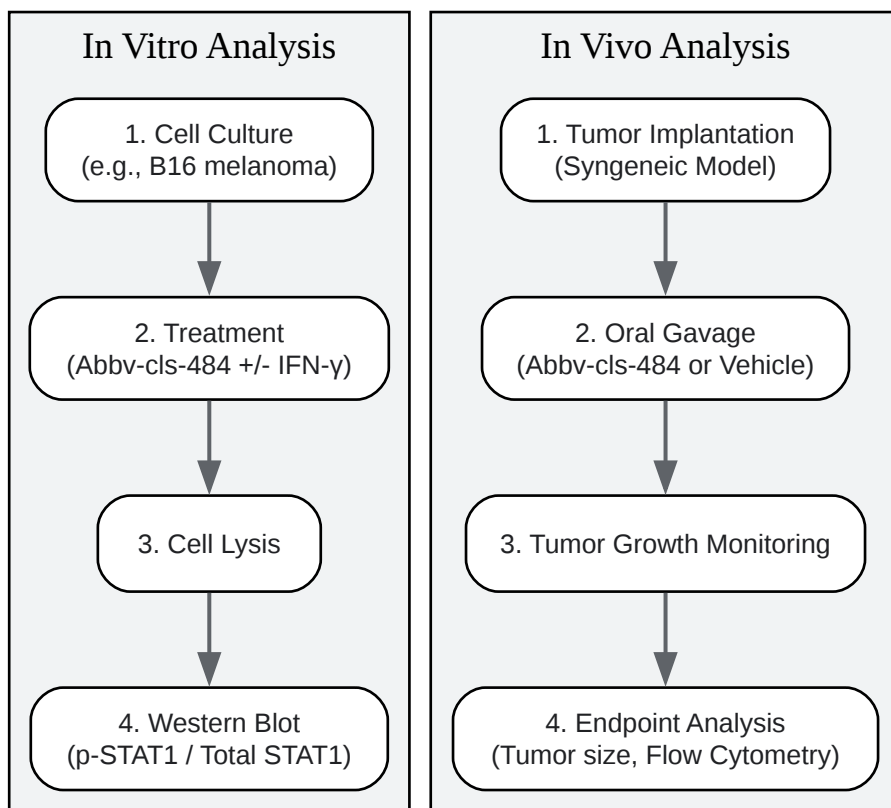 In Vitro Analysis
1. Cell Culture
(e.g., B16 melanoma)
2. Treatment
(Abbv-cls-484 +/- IFN-γ)
3. Cell Lysis
4. Western Blot
(p-STAT1 / Total STAT1)
In Vivo Analysis
1. Tumor Implantation
(Syngeneic Model)
2. Oral Gavage
(Abbv-cls-484 or Vehicle)
3. Tumor Growth Monitoring
4. Endpoint Analysis
(Tumor size, Flow Cytometry)